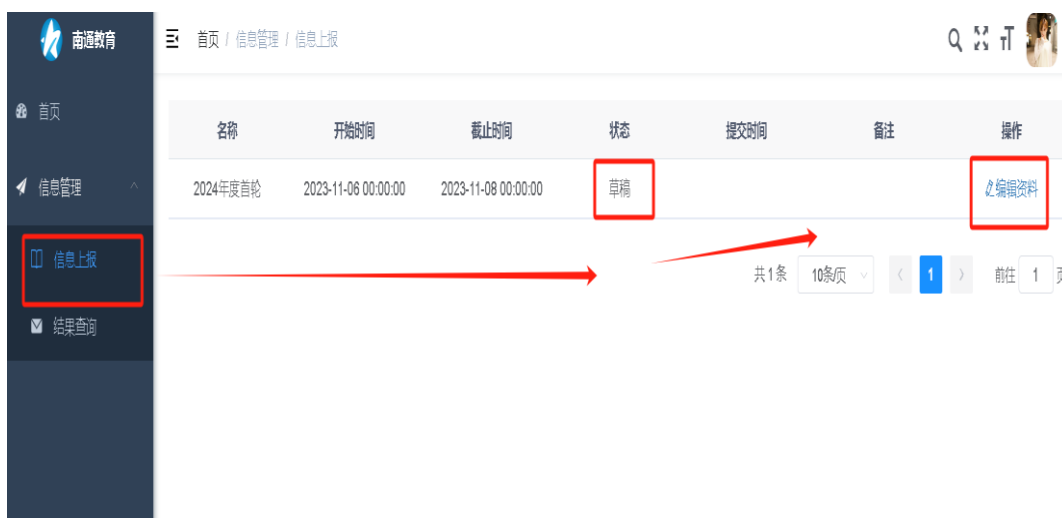 南通教育
首页 / 信息管理 / 信息上报
首页
信息管理
信息上报
结果查询
名称 开始时间 截止时间 状态 提交时间 备注 操作
2024年度首轮 2023-11-06 00:00:00 2023-11-08 00:00:00 草稿 编辑资料
共1条 10条/页 1 前往 1 页